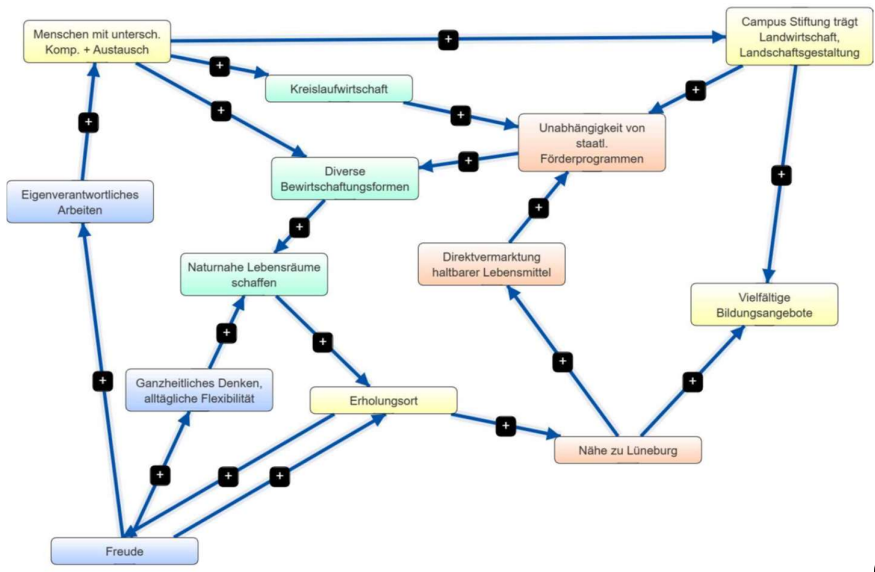 Menschen mit untersch.
Komp. + Austausch
+
Campus Stiftung trägt
Landwirtschaft,
Landschaftsgestaltung
+
Kreislaufwirtschaft
+
+
+
+
Unabhängigkeit von
staatl.
Förderprogrammen
+
Diverse
Bewirtschaftungsformen
+
Eigenverantwortliches
Arbeiten
+
+
Direktvermarktung
haltbarer Lebensmittel
Naturnahe Lebensräume
schaffen
Vielfältige
Bildungsangebote
+
+
+
Ganzheitliches Denken,
alltägliche Flexibilität
+
+
Erholungsort
+
Nähe zu Lüneburg
+
+
+
Freude